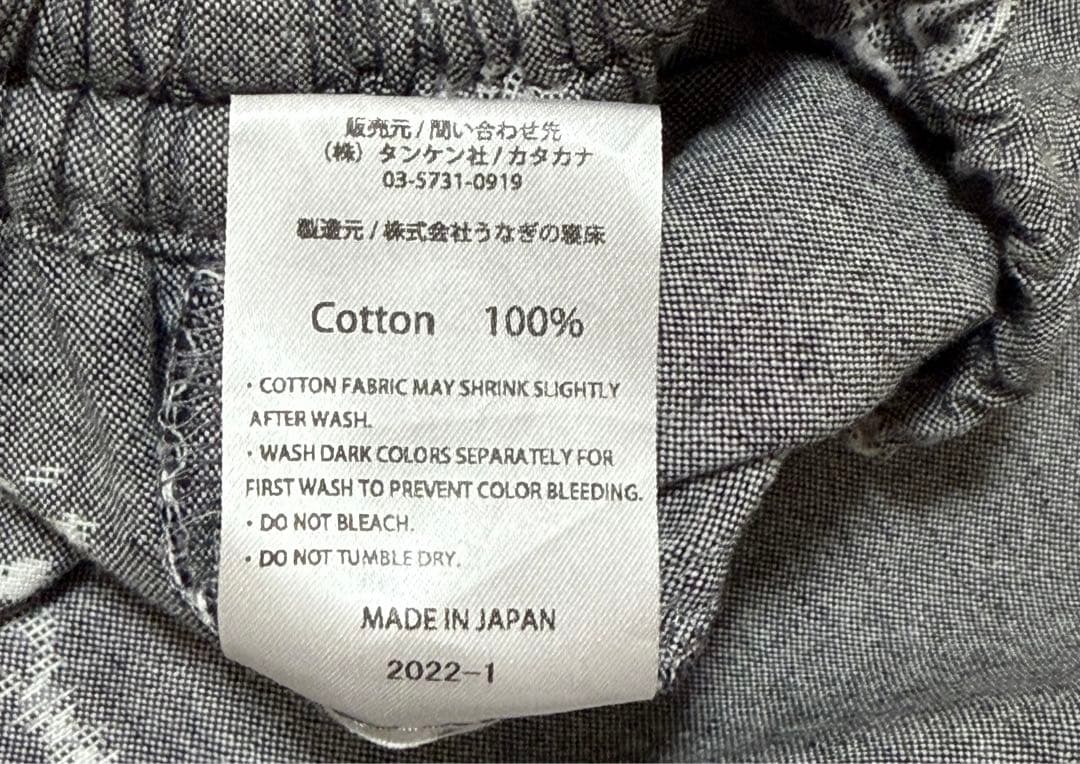 販売元 / 問い合わせ先
（株）タンケン社 / カタカナ
03-5731-0919
製造元 / 株式会社うなぎの寝床
Cotton 100%
・COTTON FABRIC MAY SHRINK SLIGHTLY
AFTER WASH.
・WASH DARK COLORS SEPARATELY FOR
FIRST WASH TO PREVENT COLOR BLEEDING.
・DO NOT BLEACH.
・DO NOT TUMBLE DRY.
MADE IN JAPAN
2022-1